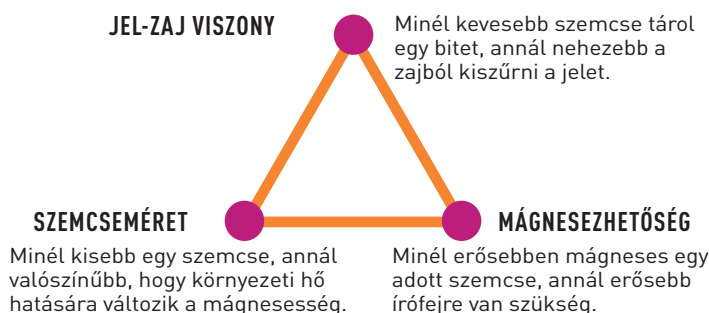 JEL-ZAJ VISZONY
Minél kevesebb szemcse tárol
egy bitet, annál nehezebb a
zajból kiszűrni a jelet.
SZEMCSEMÉRET
Minél kisebb egy szemcse, annál
valószínűbb, hogy környezeti hő
hatására változik a mágnesesség.
MÁGNESEZHETŐSÉG
Minél erősebben mágneses egy
adott szemcse, annál erősebb
írófejre van szükség.